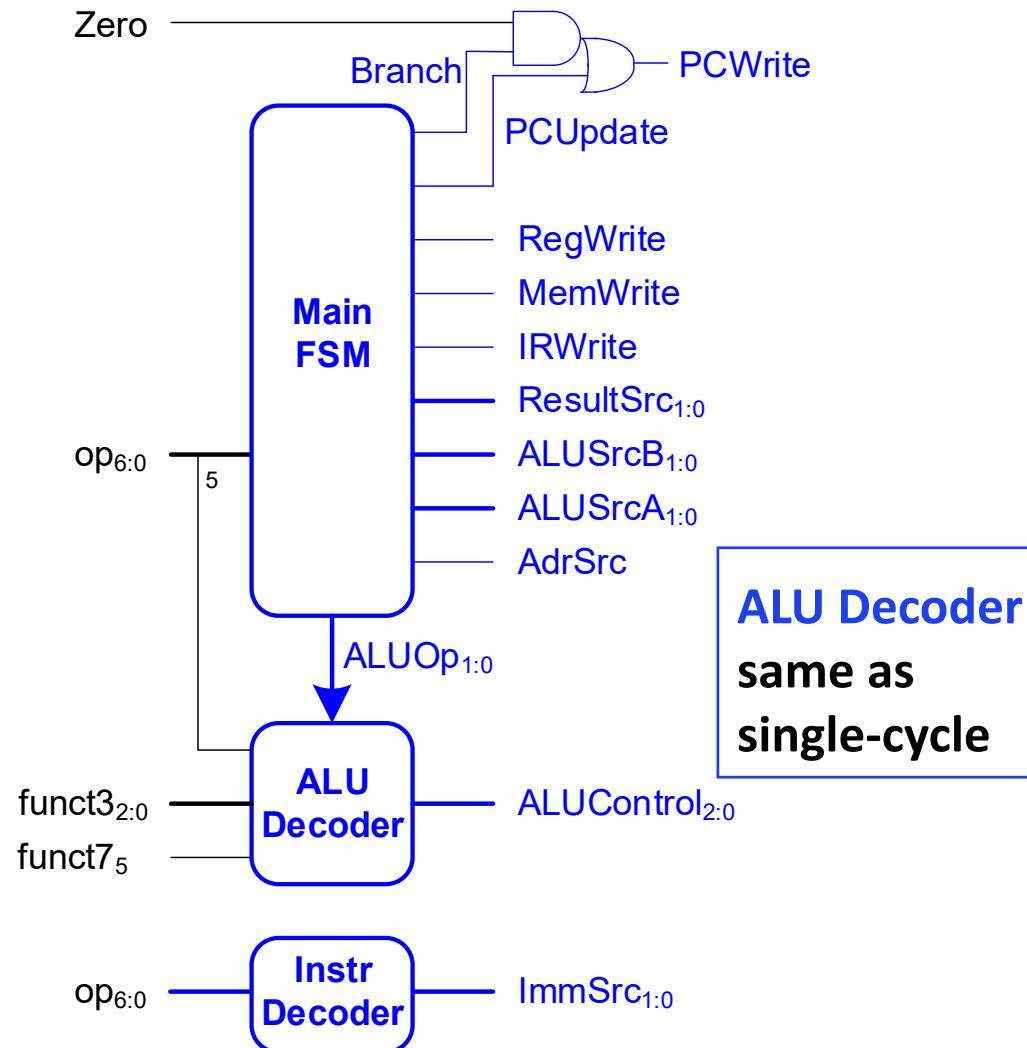 Zero
Branch
PCWrite
PCUpdate
RegWrite
MemWrite
Main
FSM
IRWrite
ResultSrc1:0
op6:0
5
ALUSrcB1:0
ALUSrcA1:0
AdrSrc
ALUOp1:0
ALU Decoder
same as
single-cycle
funct32:0
funct75
ALU
Decoder
ALUControl2:0
op6:0
Instr
Decoder
ImmSrc1:0